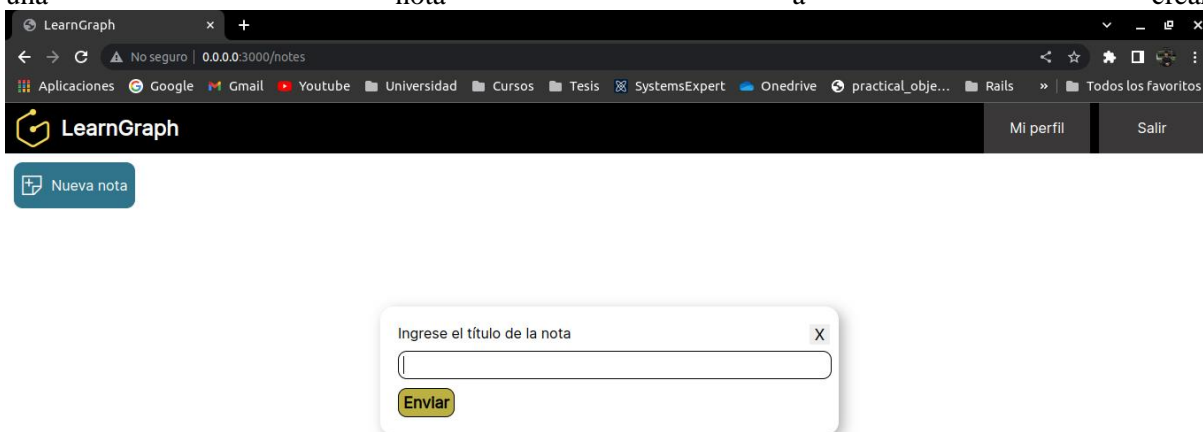 una nota a crear
LearnGraph
No seguro | 0.0.0.0:3000/notes
Aplicaciones Google Gmail Youtube Universidad Cursos Tesis SystemsExpert Onedrive practical_obje... Rails » Todos los favoritos
LearnGraph Mi perfil Salir
Nueva nota
Ingrese el título de la nota X
Enviar